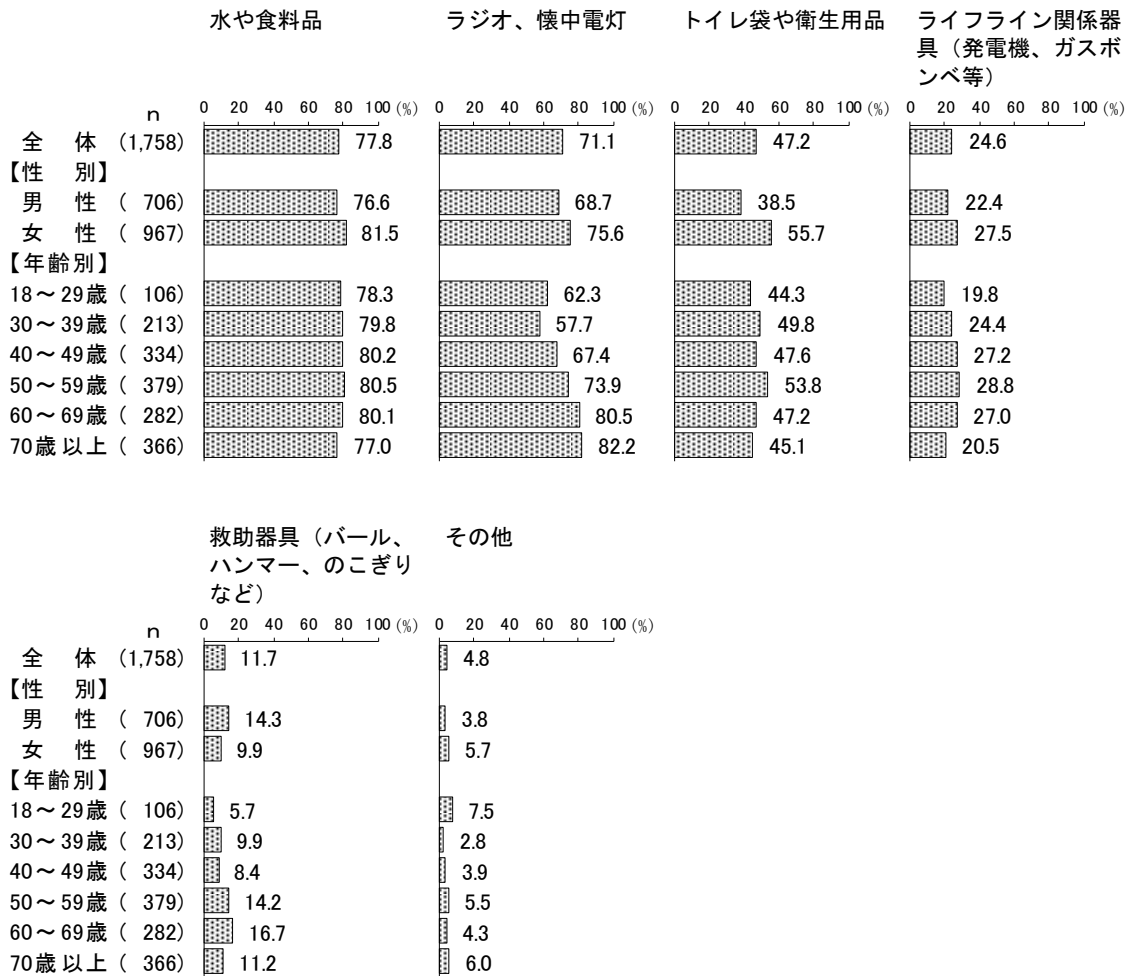 水や食料品 ラジオ、懐中電灯 トイレ袋や衛生用品 ライフライン関係器
具（発電機、ガスボ
ンベ等）
n 0 20 40 60 80 100 (%) 0 20 40 60 80 100 (%) 0 20 40 60 80 100 (%) 0 20 40 60 80 100 (%)
全 体 (1,758) 77.8 71.1 47.2 24.6
【性 別】
男 性 ( 706) 76.6 68.7 38.5 22.4
女 性 ( 967) 81.5 75.6 55.7 27.5
【年齢別】
18～29歳 ( 106) 78.3 62.3 44.3 19.8
30～39歳 ( 213) 79.8 57.7 49.8 24.4
40～49歳 ( 334) 80.2 67.4 47.6 27.2
50～59歳 ( 379) 80.5 73.9 53.8 28.8
60～69歳 ( 282) 80.1 80.5 47.2 27.0
70歳以上 ( 366) 77.0 82.2 45.1 20.5
救助器具（バール、 その他
ハンマー、のこぎり
など）
n 0 20 40 60 80 100 (%) 0 20 40 60 80 100 (%)
全 体 (1,758) 11.7 4.8
【性 別】
男 性 ( 706) 14.3 3.8
女 性 ( 967) 9.9 5.7
【年齢別】
18～29歳 ( 106) 5.7 7.5
30～39歳 ( 213) 9.9 2.8
40～49歳 ( 334) 8.4 3.9
50～59歳 ( 379) 14.2 5.5
60～69歳 ( 282) 16.7 4.3
70歳以上 ( 366) 11.2 6.0